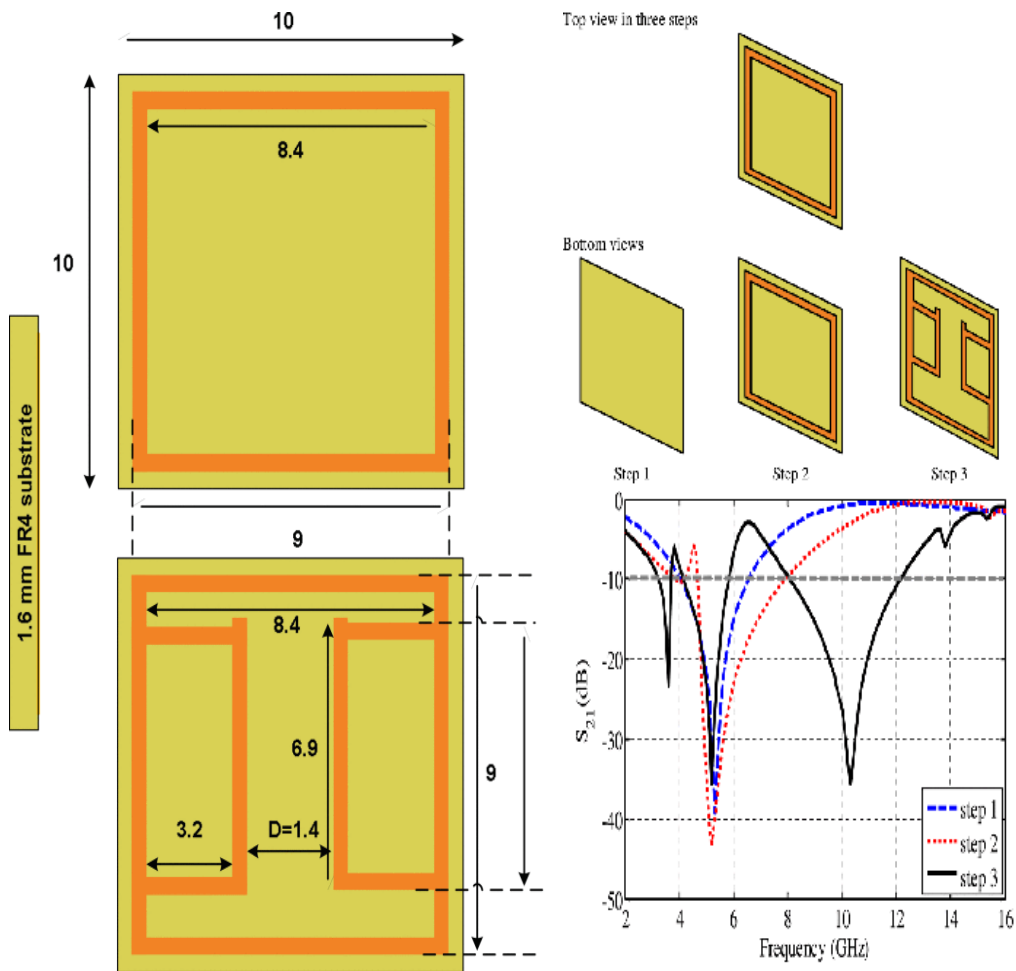 10
8.4
10
1.6 mm FR4 substrate
9
8.4
6.9
9
3.2
D=1.4
Top view in three steps
Bottom views
Step 1
Step 2
Step 3
0
-10
-20
-30
-40
-50
S21(dB)
2
4
6
8
10
12
14
16
Frequency (GHz)
step 1
step 2
step 3